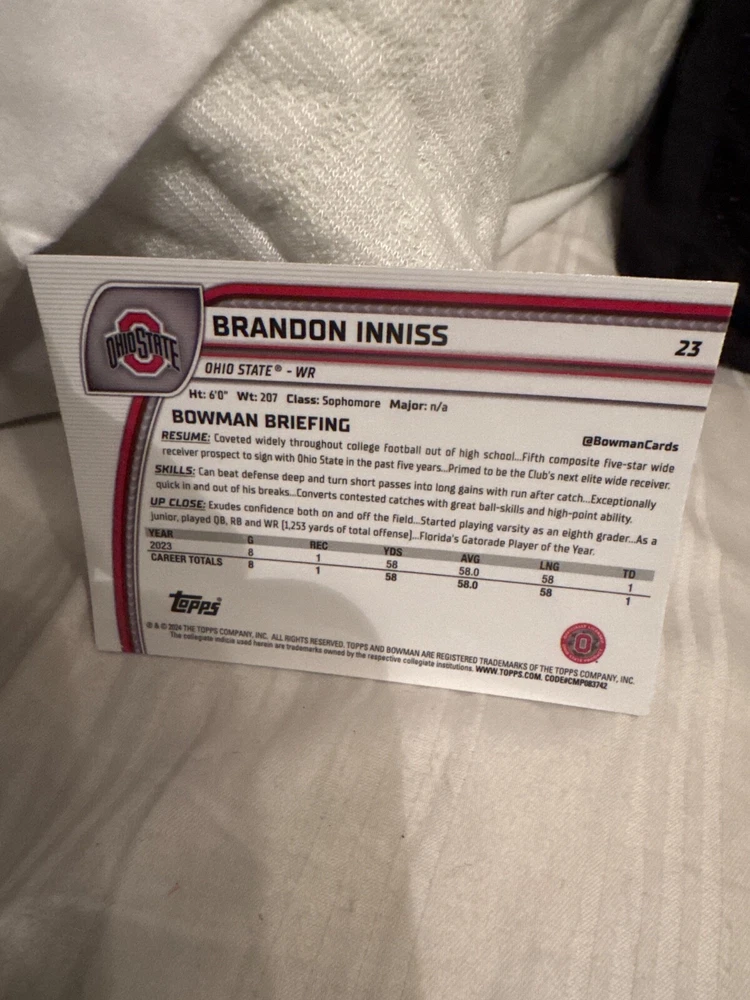 OHIO STATE
BRANDON INNISS
23
OHIO STATE® - WR
Ht: 6'0" Wt: 207 Class: Sophomore Major: n/a
BOWMAN BRIEFING
@BowmanCards
RESUME: Coveted widely throughout college football out of high school...Fifth composite five-star wide
receiver prospect to sign with Ohio State in the past five years...Primed to be the Club's next elite wide receiver.
SKILLS: Can beat defense deep and turn short passes into long gains with run after catch...Exceptionally
quick in and out of his breaks...Converts contested catches with great ball-skills and high-point ability.
UP CLOSE: Exudes confidence both on and off the field...Started playing varsity as an eighth grader...As a
junior, played QB, RB and WR (1,253 yards of total offense)...Florida's Gatorade Player of the Year.
YEAR G REC YDS AVG LNG TD
2023 8 1 58 58.0 58 1
CAREER TOTALS 8 1 58 58.0 58 1
Topps®
® & © 2024 THE TOPPS COMPANY, INC. ALL RIGHTS RESERVED. TOPPS AND BOWMAN ARE REGISTERED TRADEMARKS OF THE TOPPS COMPANY, INC.
The collegiate indicia used herein are trademarks owned by the respective collegiate institutions. WWW.TOPPS.COM. CODE#CMP083742